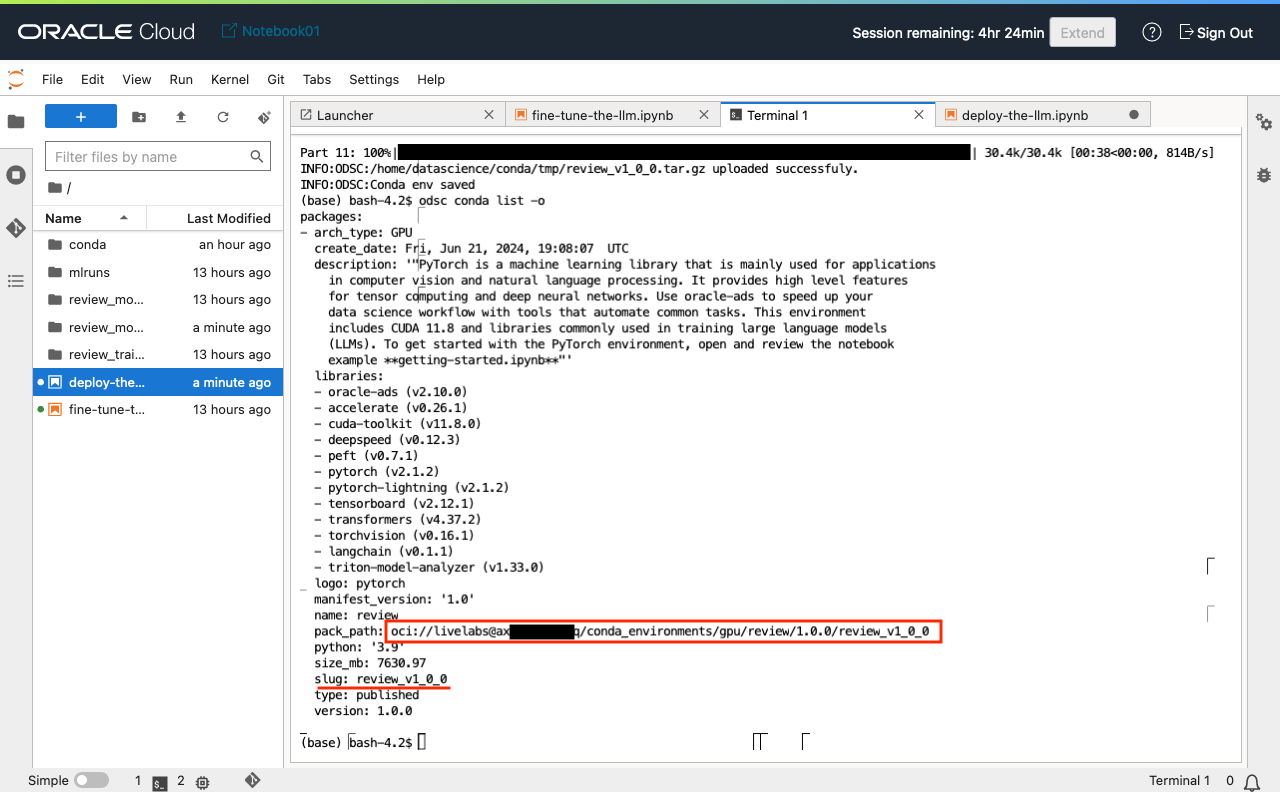 ORACLE Cloud
Notebook01
Session remaining: 4hr 24min
Extend
Sign Out
File Edit View Run Kernel Git Tabs Settings Help
Filter files by name
/
Name Last Modified
conda an hour ago
mlruns 13 hours ago
review_mo... 13 hours ago
review_mo... a minute ago
review_trai... 13 hours ago
deploy-the... a minute ago
fine-tune-t... 13 hours ago
Launcher
fine-tune-the-llm.ipynb
Terminal 1
deploy-the-llm.ipynb
Part 11: 100%| | 30.4k/30.4k [00:38<00:00, 814B/s]
INFO:ODSC:/home/datascience/conda/tmp/review_v1_0_0.tar.gz uploaded successfuly.
INFO:ODSC:Conda env saved
(base) bash-4.2$ odsc conda list -o
packages:
- arch_type: GPU
create_date: Fri, Jun 21, 2024, 19:08:07 UTC
description: '"PyTorch is a machine learning library that is mainly used for applications
in computer vision and natural language processing. It provides high level features
for tensor computing and deep neural networks. Use oracle-ads to speed up your
data science workflow with tools that automate common tasks. This environment
includes CUDA 11.8 and libraries commonly used in training large language models
(LLMs). To get started with the PyTorch environment, open and review the notebook
example **getting-started.ipynb**"'
libraries:
- oracle-ads (v2.10.0)
- accelerate (v0.26.1)
- cuda-toolkit (v11.8.0)
- deepspeed (v0.12.3)
- peft (v0.7.1)
- pytorch (v2.1.2)
- pytorch-lightning (v2.1.2)
- tensorboard (v2.12.1)
- transformers (v4.37.2)
- torchvision (v0.16.1)
- langchain (v0.1.1)
- triton-model-analyzer (v1.33.0)
logo: pytorch
manifest_version: '1.0'
name: review
pack_path: oci://livelabs@ax q/conda_environments/gpu/review/1.0.0/review_v1_0_0
python: '3.9'
size_mb: 7630.97
slug: review_v1_0_0
type: published
version: 1.0.0
(base) bash-4.2$
Simple 1 2
Terminal 1 0